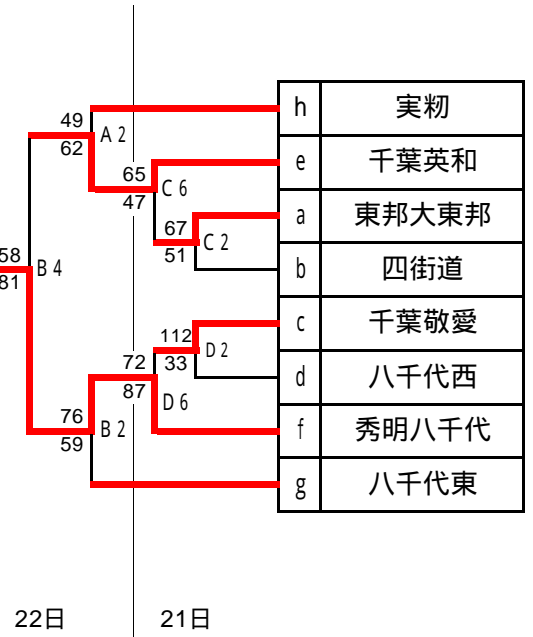 h 実籾
49
A 2
62
e 千葉英和
65
C 6
47
a 東邦大東邦
67
C 2
51
b 四街道
58
B 4
81
c 千葉敬愛
112
D 2
33
d 八千代西
72
87
D 6
f 秀明八千代
76
B 2
59
g 八千代東
22日 21日